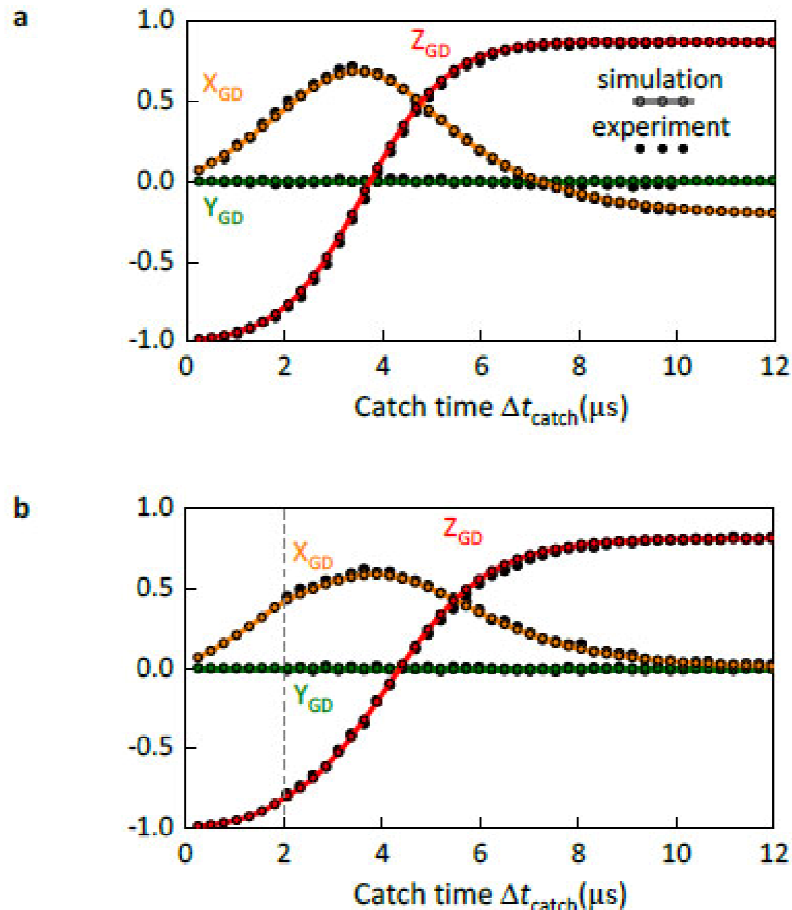 a
1.0
Z_GD
X_GD
simulation
0.5
experiment
0.0
Y_GD
-0.5
-1.0
0 2 4 6 8 10 12
Catch time Δt_catch(μs)
b
1.0
Z_GD
X_GD
0.5
0.0
Y_GD
-0.5
-1.0
0 2 4 6 8 10 12
Catch time Δt_catch(μs)